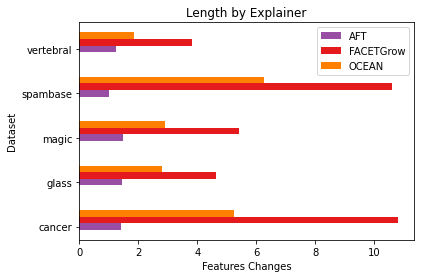 Length by Explainer
AFT
FACETGrow
OCEAN
Dataset
vertebral
spambase
magic
glass
cancer
0 2 4 6 8 10
Features Changes